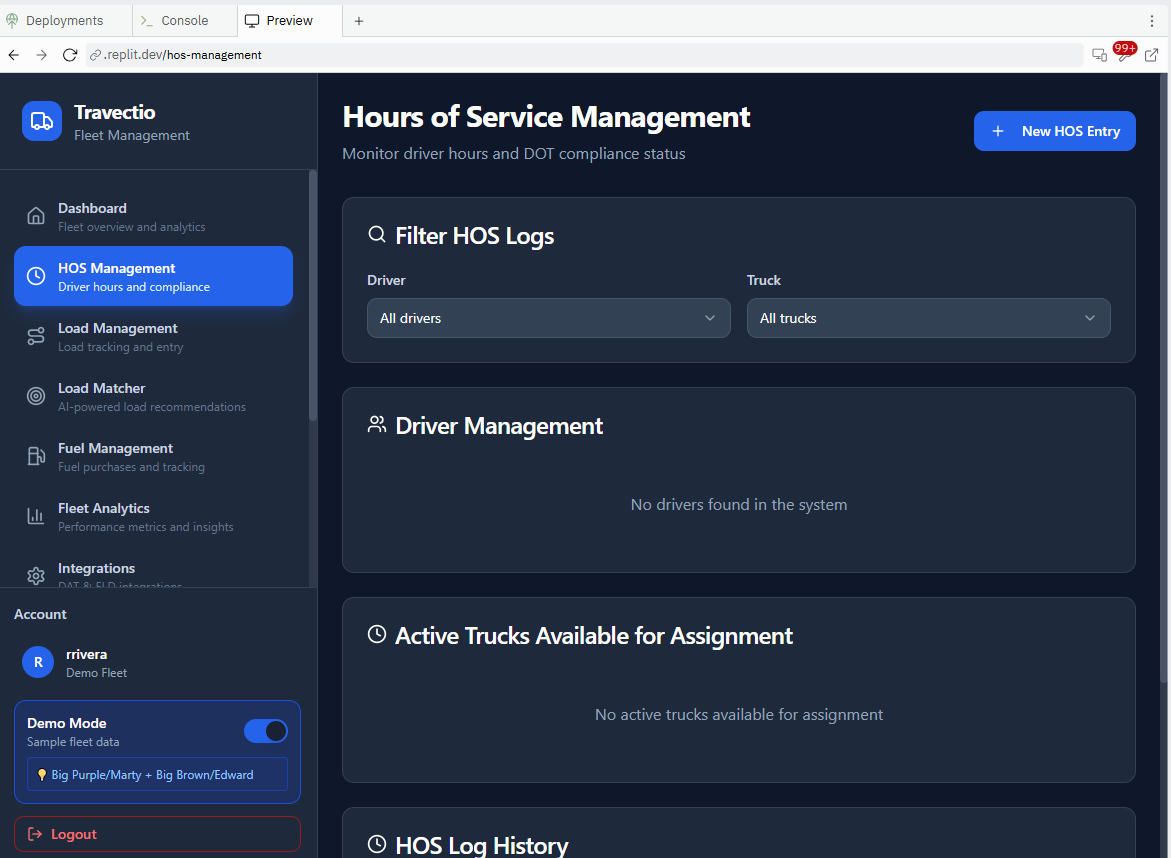 Deployments
Console
Preview
.replit.dev/hos-management
99+
Travectio
Fleet Management
Dashboard
Fleet overview and analytics
HOS Management
Driver hours and compliance
Load Management
Load tracking and entry
Load Matcher
AI-powered load recommendations
Fuel Management
Fuel purchases and tracking
Fleet Analytics
Performance metrics and insights
Integrations
DAT & ELD integrations
Account
R
rrivera
Demo Fleet
Demo Mode
Sample fleet data
Big Purple/Marty + Big Brown/Edward
Logout
Hours of Service Management
Monitor driver hours and DOT compliance status
New HOS Entry
Filter HOS Logs
Driver
Truck
All drivers
All trucks
Driver Management
No drivers found in the system
Active Trucks Available for Assignment
No active trucks available for assignment
HOS Log History